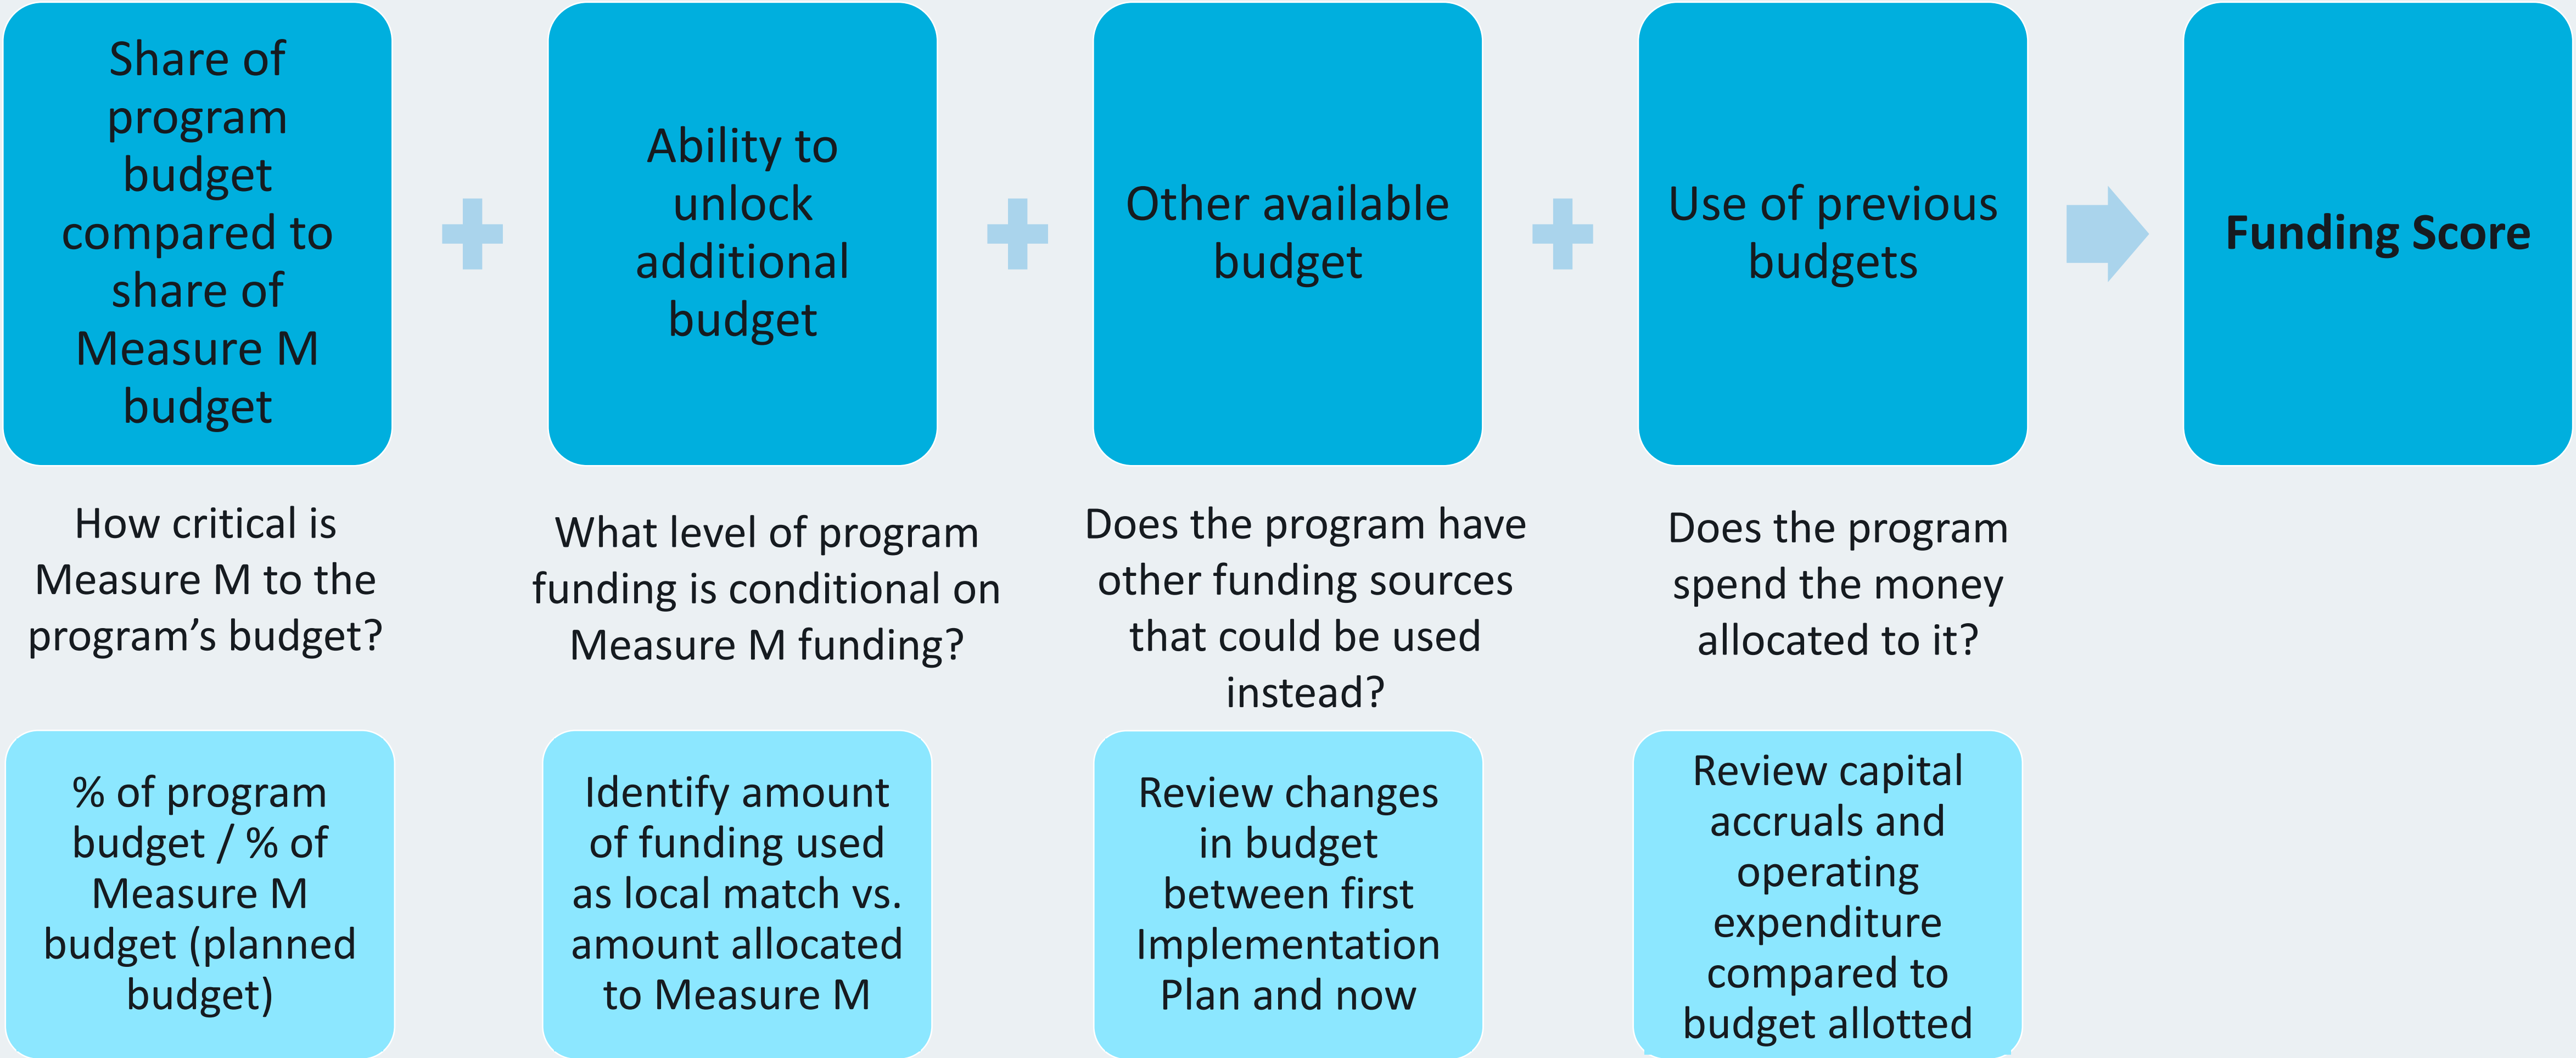 Share of
program
budget
compared to
share of
Measure M
budget
Ability to
unlock
additional
budget
Other available
budget
Use of previous
budgets
Funding Score
How critical is
Measure M to the
program’s budget?
What level of program
funding is conditional on
Measure M funding?
Does the program have
other funding sources
that could be used
instead?
Does the program
spend the money
allocated to it?
% of program
budget / % of
Measure M
budget (planned
budget)
Identify amount
of funding used
as local match vs.
amount allocated
to Measure M
Review changes
in budget
between first
Implementation
Plan and now
Review capital
accruals and
operating
expenditure
compared to
budget allotted